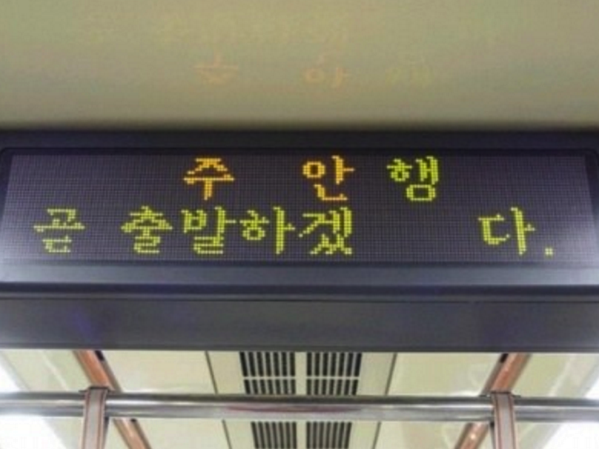 주 안 행
곧 출발하겠 다.